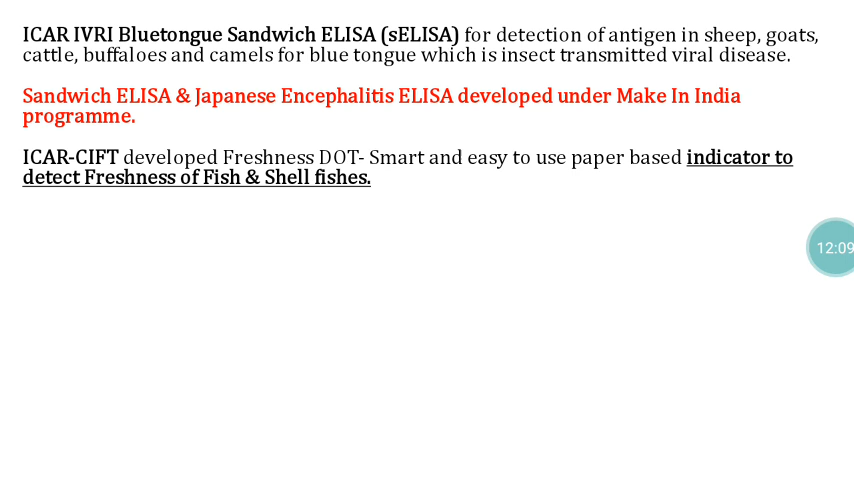 ICAR IVRI Bluetongue Sandwich ELISA (sELISA) for detection of antigen in sheep, goats,
cattle, buffaloes and camels for blue tongue which is insect transmitted viral disease.
Sandwich ELISA & Japanese Encephalitis ELISA developed under Make In India
programme.
ICAR-CIFT developed Freshness DOT- Smart and easy to use paper based indicator to
detect Freshness of Fish & Shell fishes.
12:09